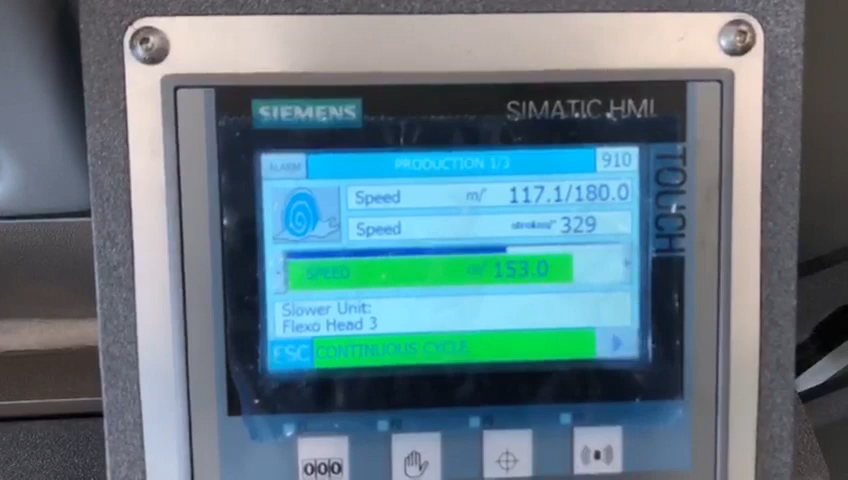 SIEMENS
SIMATIC HMI
TOUCH
ALARM
PRODUCTION 1/3
910
Speed m/' 117.1/180.0
Speed strokes/' 329
SPEED m/' 153.0
Slower Unit:
Flexo Head 3
ESC CONTINUOUS CYCLE
000